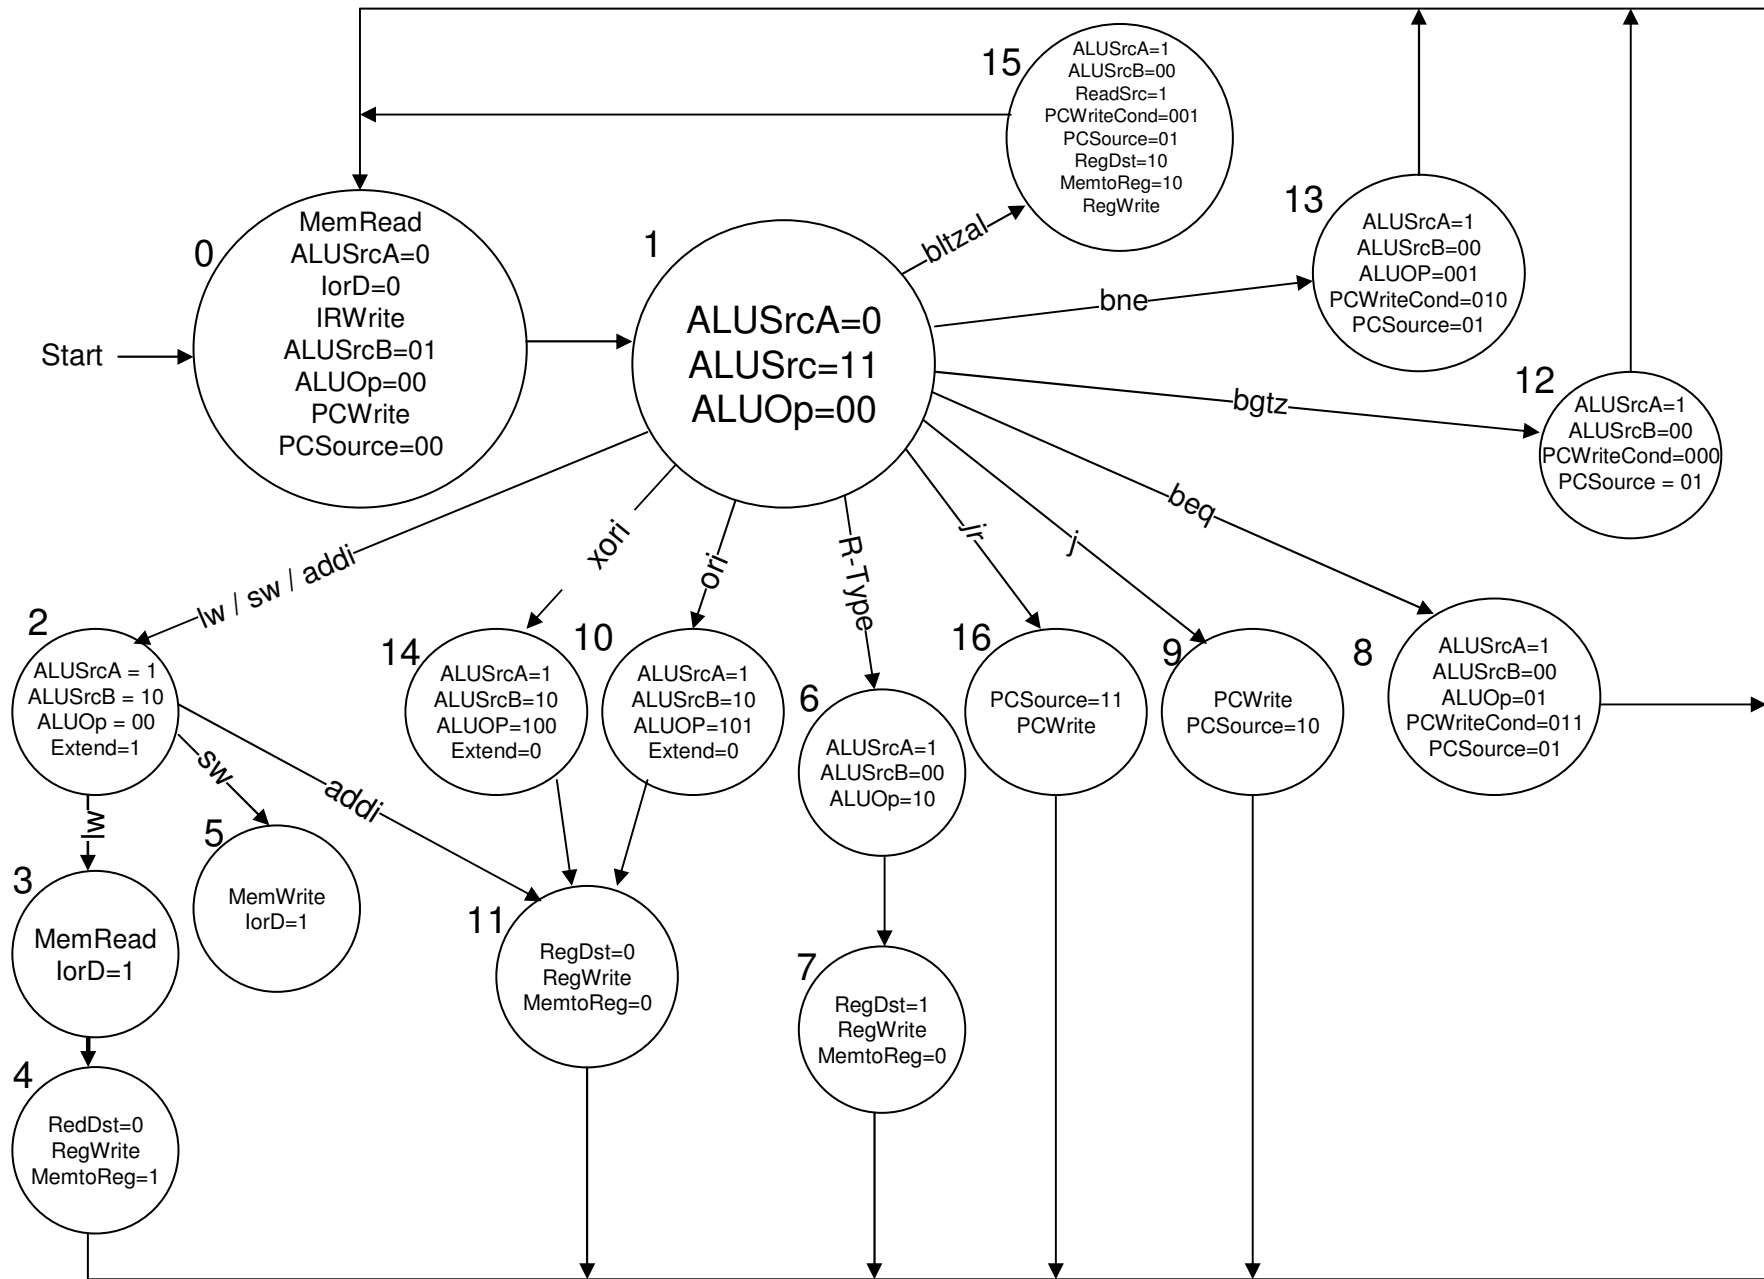 15
ALUSrcA=1
ALUSrcB=00
ReadSrc=1
PCWriteCond=001
PCSource=01
RegDst=10
MemtoReg=10
RegWrite
13
ALUSrcA=1
ALUSrcB=00
ALUOP=001
PCWriteCond=010
PCSource=01
0
MemRead
ALUSrcA=0
IorD=0
IRWrite
ALUSrcB=01
ALUOp=00
PCWrite
PCSource=00
Start
1
ALUSrcA=0
ALUSrc=11
ALUOp=00
bltzal
bne
bgtz
12
ALUSrcA=1
ALUSrcB=00
PCWriteCond=000
PCSource = 01
beq
j
jr
R-Type
ori
xori
lw / sw / addi
2
ALUSrcA = 1
ALUSrcB = 10
ALUOp = 00
Extend=1
14
ALUSrcA=1
ALUSrcB=10
ALUOP=100
Extend=0
10
ALUSrcA=1
ALUSrcB=10
ALUOP=101
Extend=0
6
ALUSrcA=1
ALUSrcB=00
ALUOp=10
16
PCSource=11
PCWrite
9
PCWrite
PCSource=10
8
ALUSrcA=1
ALUSrcB=00
ALUOp=01
PCWriteCond=011
PCSource=01
sw
addi
lw
5
MemWrite
IorD=1
3
MemRead
IorD=1
11
RegDst=0
RegWrite
MemtoReg=0
7
RegDst=1
RegWrite
MemtoReg=0
4
RedDst=0
RegWrite
MemtoReg=1